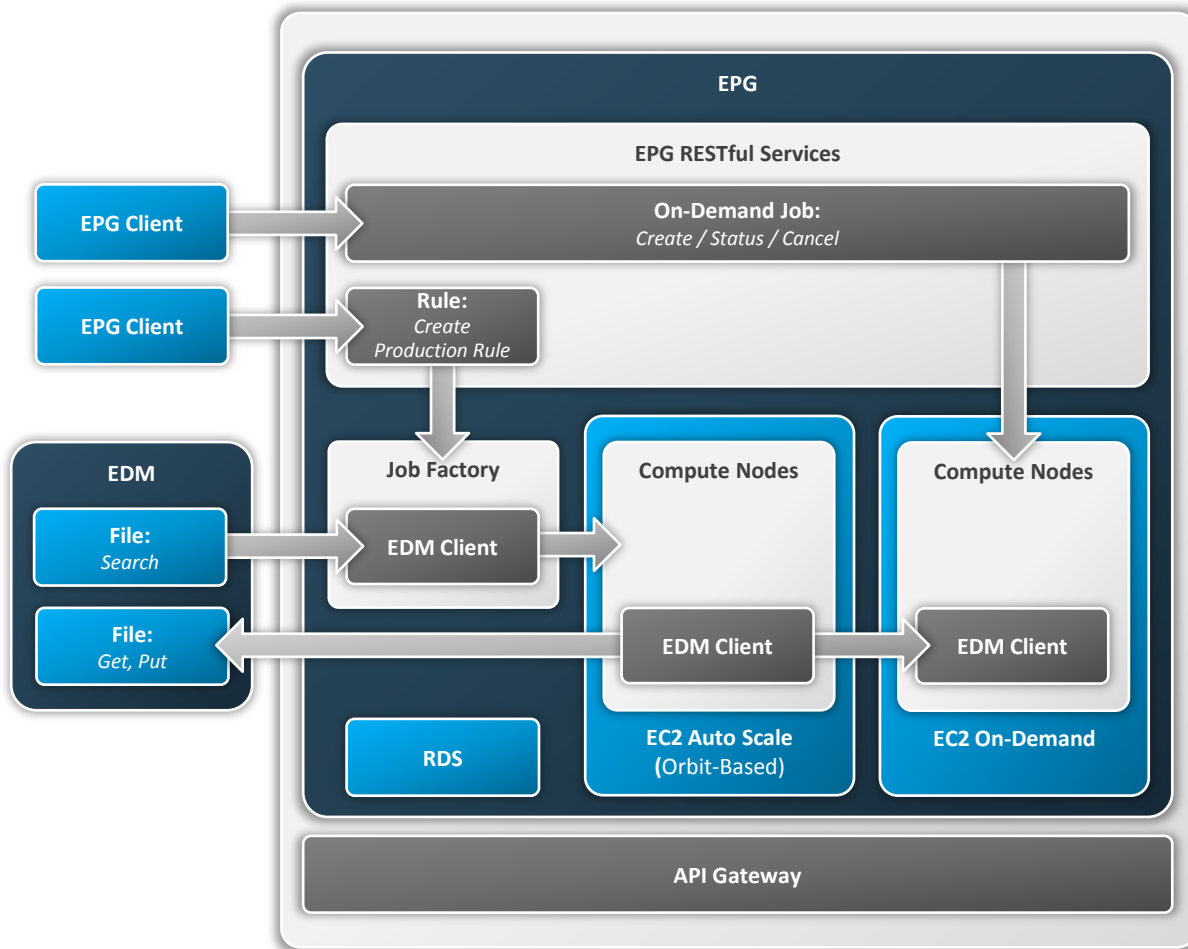 EPG
EPG RESTful Services
EPG Client
On-Demand Job:
Create / Status / Cancel
EPG Client
Rule:
Create
Production Rule
EDM
Job Factory
Compute Nodes
Compute Nodes
File:
Search
EDM Client
File:
Get, Put
EDM Client
EDM Client
RDS
EC2 Auto Scale
(Orbit-Based)
EC2 On-Demand
API Gateway